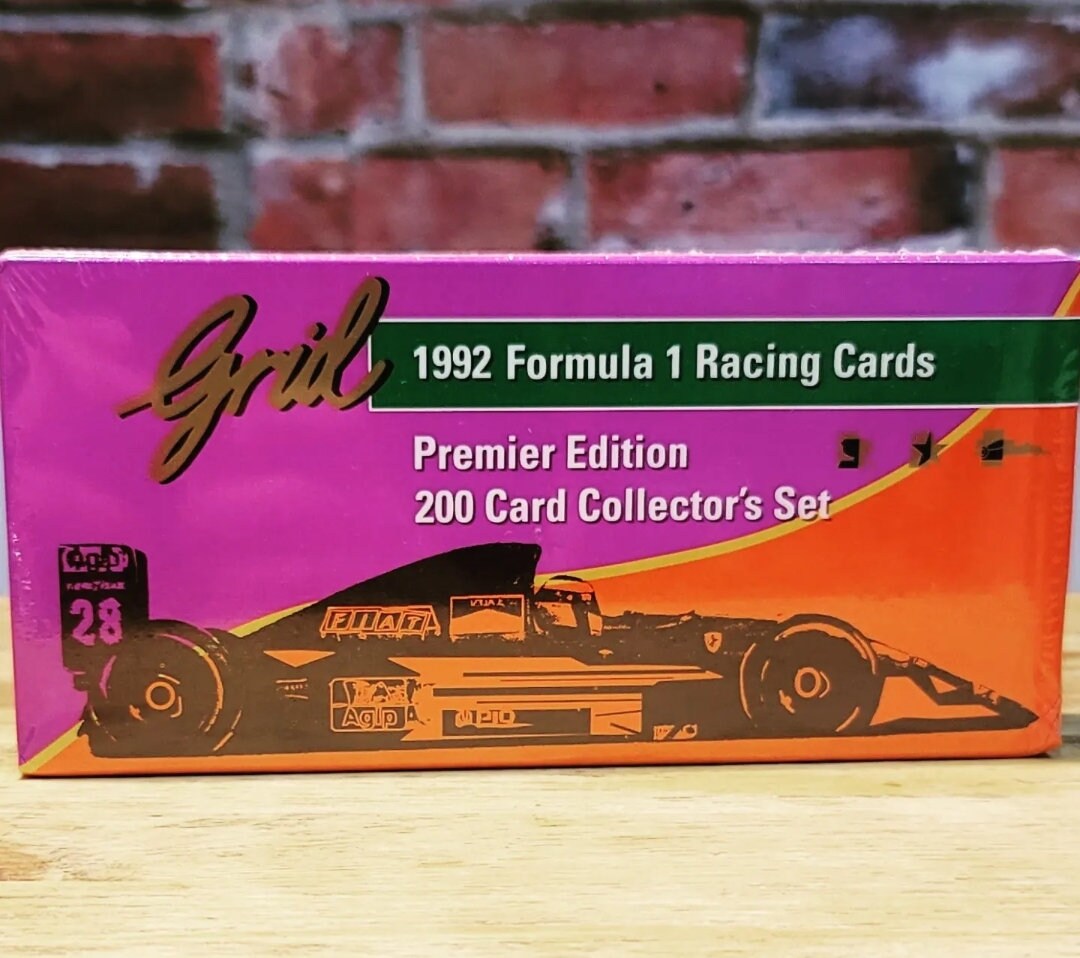 Grid
1992 Formula 1 Racing Cards
Premier Edition
200 Card Collector's Set
28
FIAT
Agip